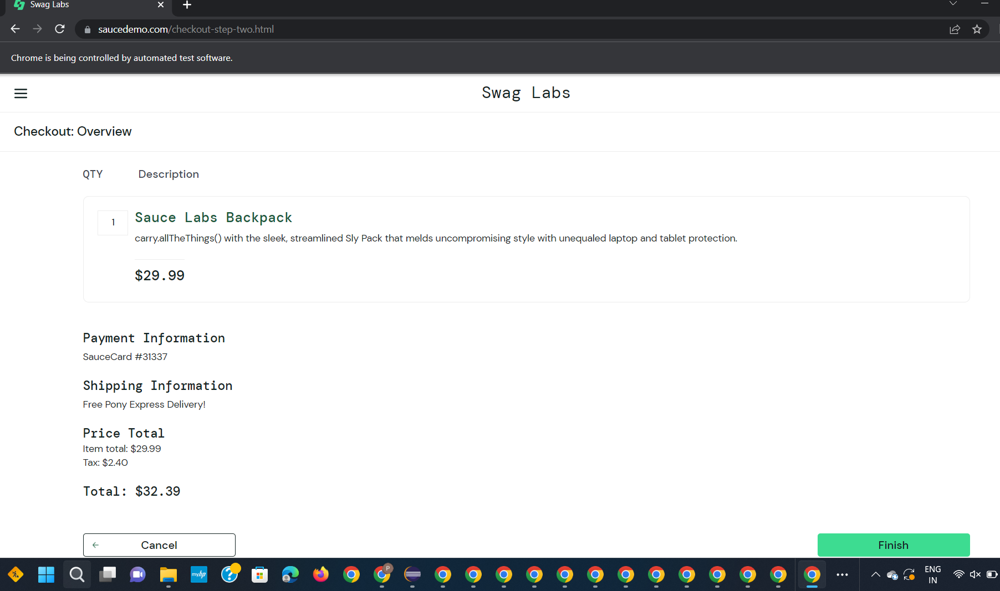 Swag Labs
saucedemo.com/checkout-step-two.html
Chrome is being controlled by automated test software.
Swag Labs
Checkout: Overview
QTY Description
1 Sauce Labs Backpack
carry.allTheThings() with the sleek, streamlined Sly Pack that melds uncompromising style with unequaled laptop and tablet protection.
$29.99
Payment Information
SauceCard #31337
Shipping Information
Free Pony Express Delivery!
Price Total
Item total: $29.99
Tax: $2.40
Total: $32.39
Cancel Finish
myhp P ENG
IN